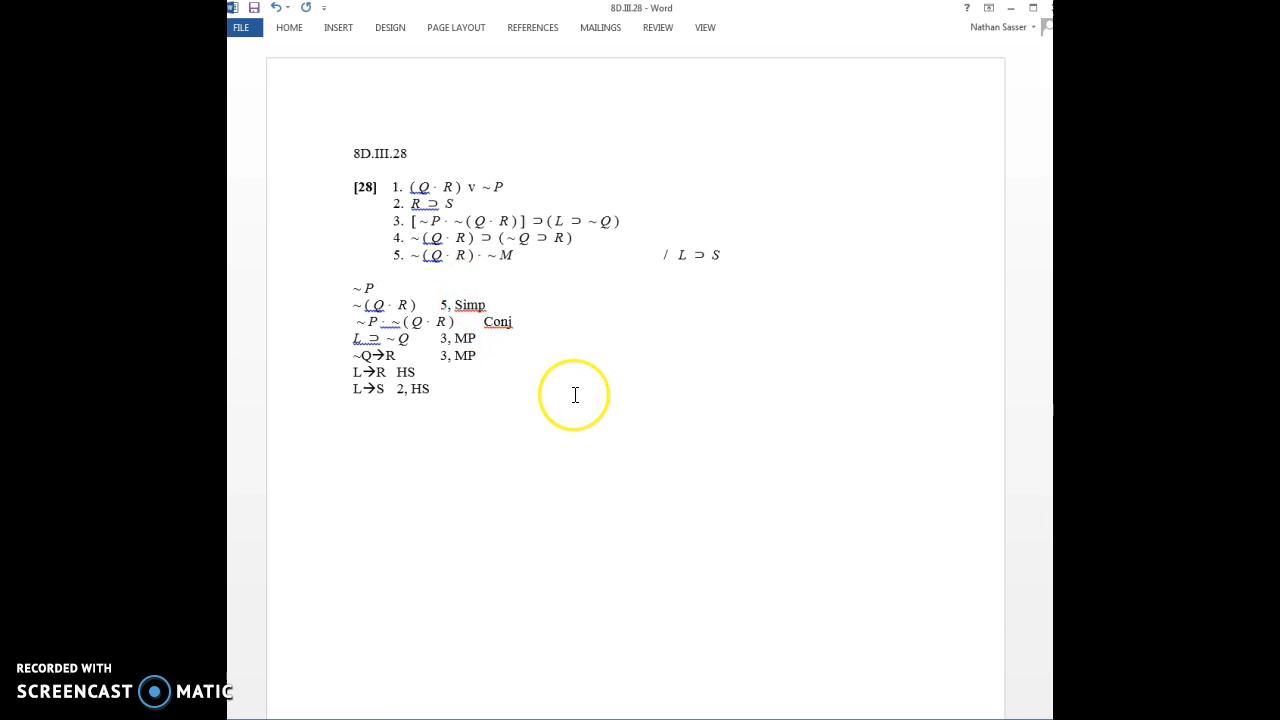 8D.III.28 - Word
?
FILE HOME INSERT DESIGN PAGE LAYOUT REFERENCES MAILINGS REVIEW VIEW Nathan Sasser
8D.III.28
[28] 1. ( Q · R ) v ~ P
2. R ⊃ S
3. [ ~ P · ~ ( Q · R ) ] ⊃ ( L ⊃ ~ Q )
4. ~ ( Q · R ) ⊃ ( ~ Q ⊃ R )
5. ~ ( Q · R ) · ~ M / L ⊃ S
~ P
~ ( Q · R ) 5, Simp
~ P · ~ ( Q · R ) Conj
L ⊃ ~ Q 3, MP
~Q→R 3, MP
L→R HS
L→S 2, HS
RECORDED WITH
SCREENCAST MATIC